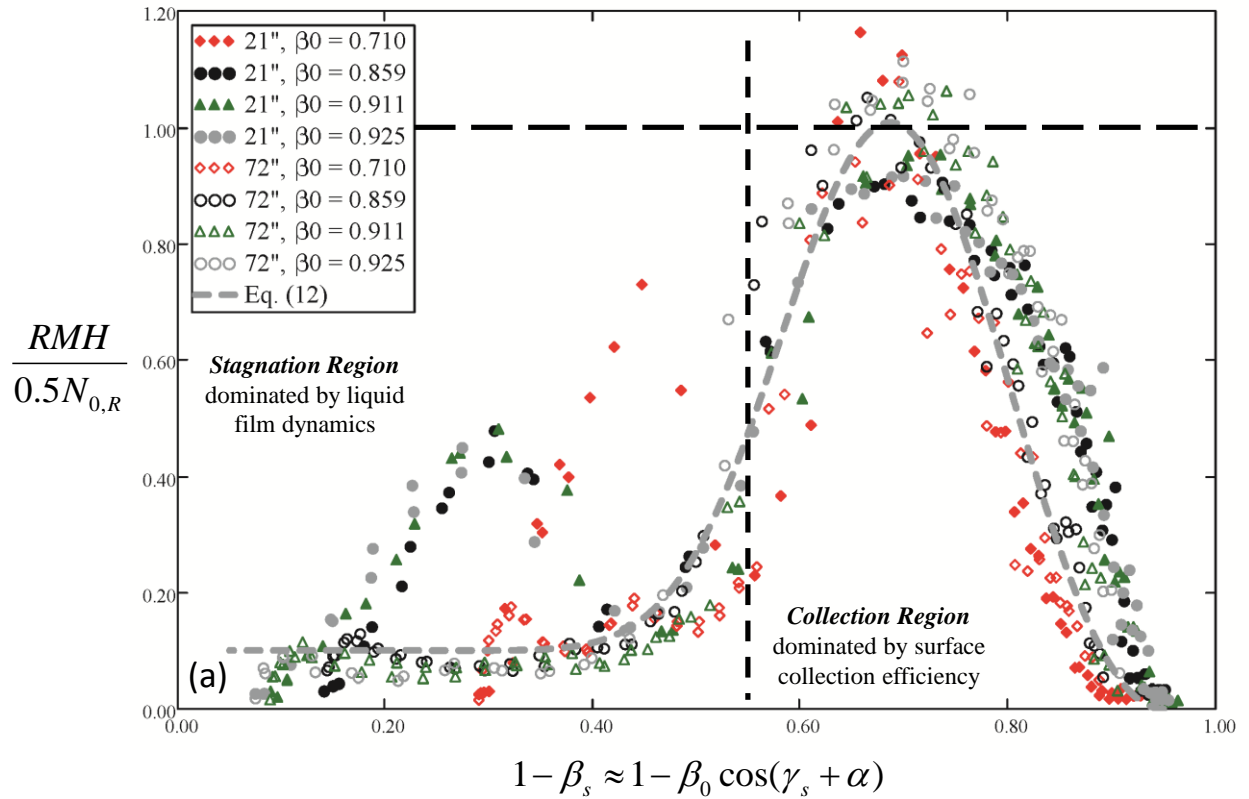 1.20
1.00
0.80
0.60
0.40
0.20
0.00
21", β0 = 0.710
21", β0 = 0.859
21", β0 = 0.911
21", β0 = 0.925
72", β0 = 0.710
72", β0 = 0.859
72", β0 = 0.911
72", β0 = 0.925
Eq. (12)
RMH
0.5N₀,R
Stagnation Region
dominated by liquid
film dynamics
Collection Region
dominated by surface
collection efficiency
(a)
0.00 0.20 0.40 0.60 0.80 1.00
1 − βₛ ≈ 1 − β₀ cos(γₛ + α)